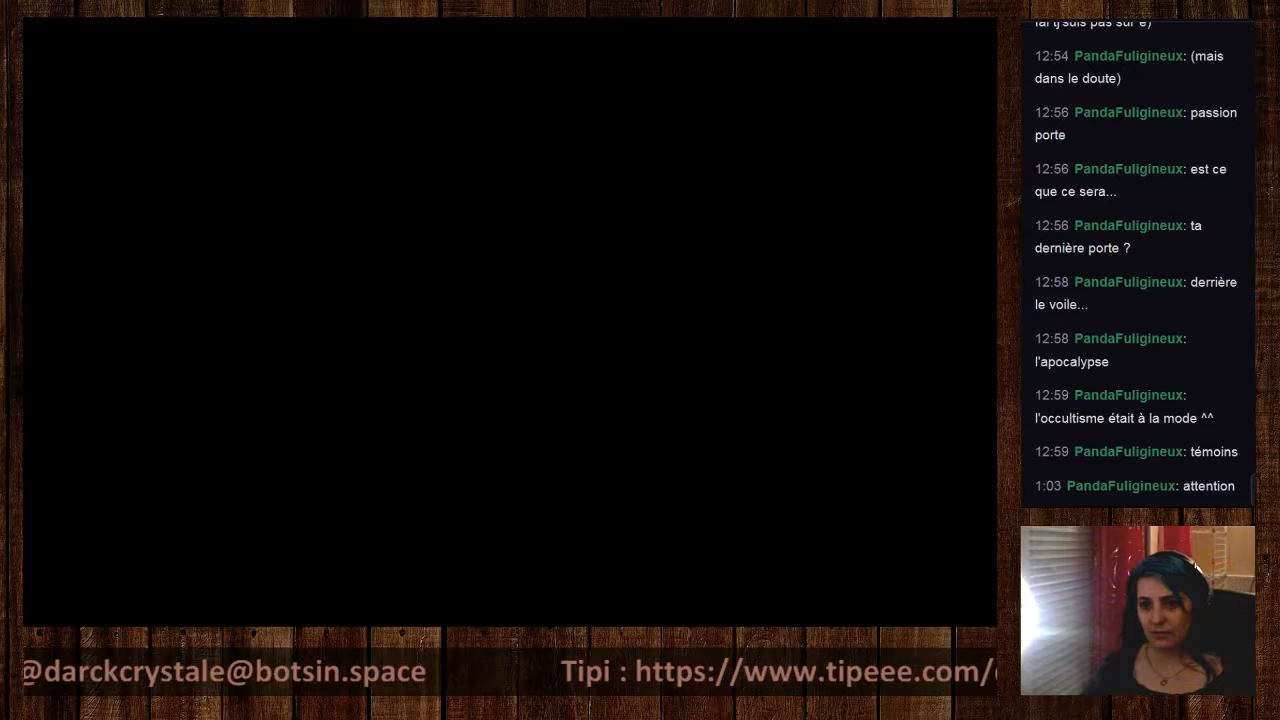 12:54 PandaFuligineux: (mais
dans le doute)
12:56 PandaFuligineux: passion
porte
12:56 PandaFuligineux: est ce
que ce sera...
12:56 PandaFuligineux: ta
dernière porte ?
12:58 PandaFuligineux: derrière
le voile...
12:58 PandaFuligineux:
l'apocalypse
12:59 PandaFuligineux:
l'occultisme était à la mode ^^
12:59 PandaFuligineux: témoins
1:03 PandaFuligineux: attention
@darckcrystale@botsin.space
Tipi : https://www.tipeee.com/